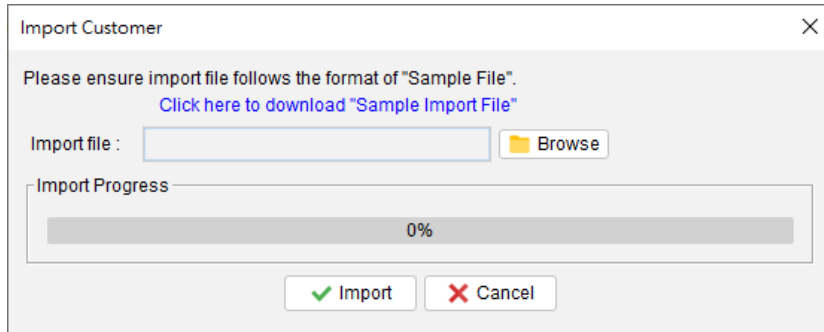 Import Customer
Please ensure import file follows the format of "Sample File".
Click here to download "Sample Import File"
Import file : Browse
Import Progress
0%
Import Cancel